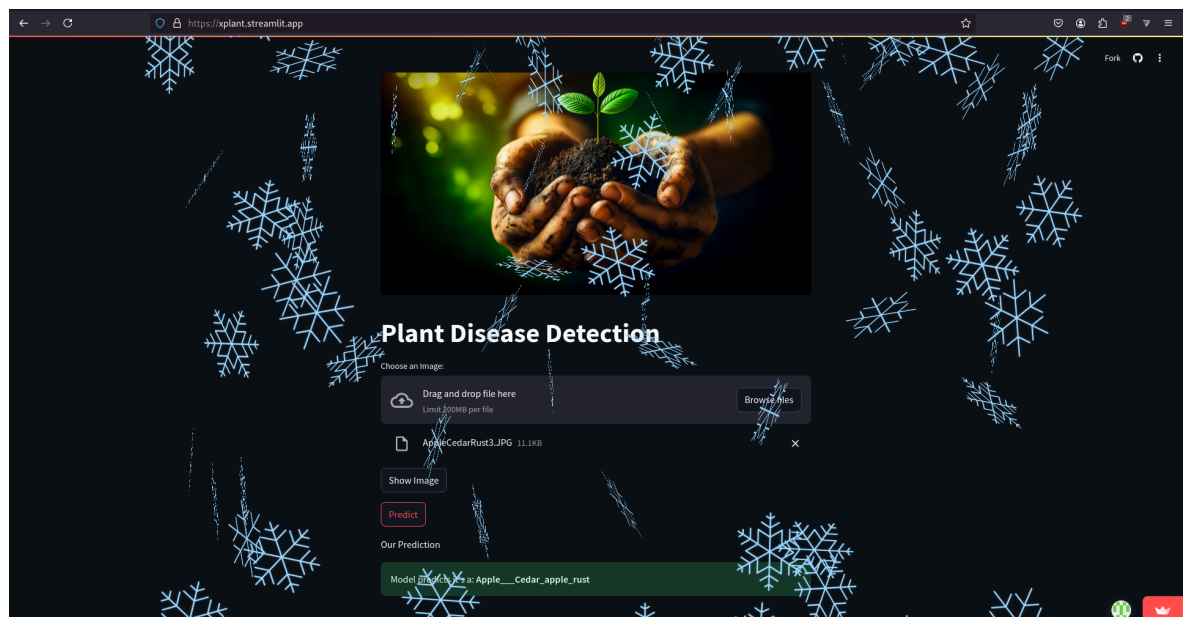 https://xplant.streamlit.app
2
Fork
Plant Disease Detection
Choose an Image:
Drag and drop file here
Limit 200MB per file
Browse files
AppleCedarRust3.JPG 11.1KB
Show Image
Predict
Our Prediction
Model predicts it's a: Apple___Cedar_apple_rust